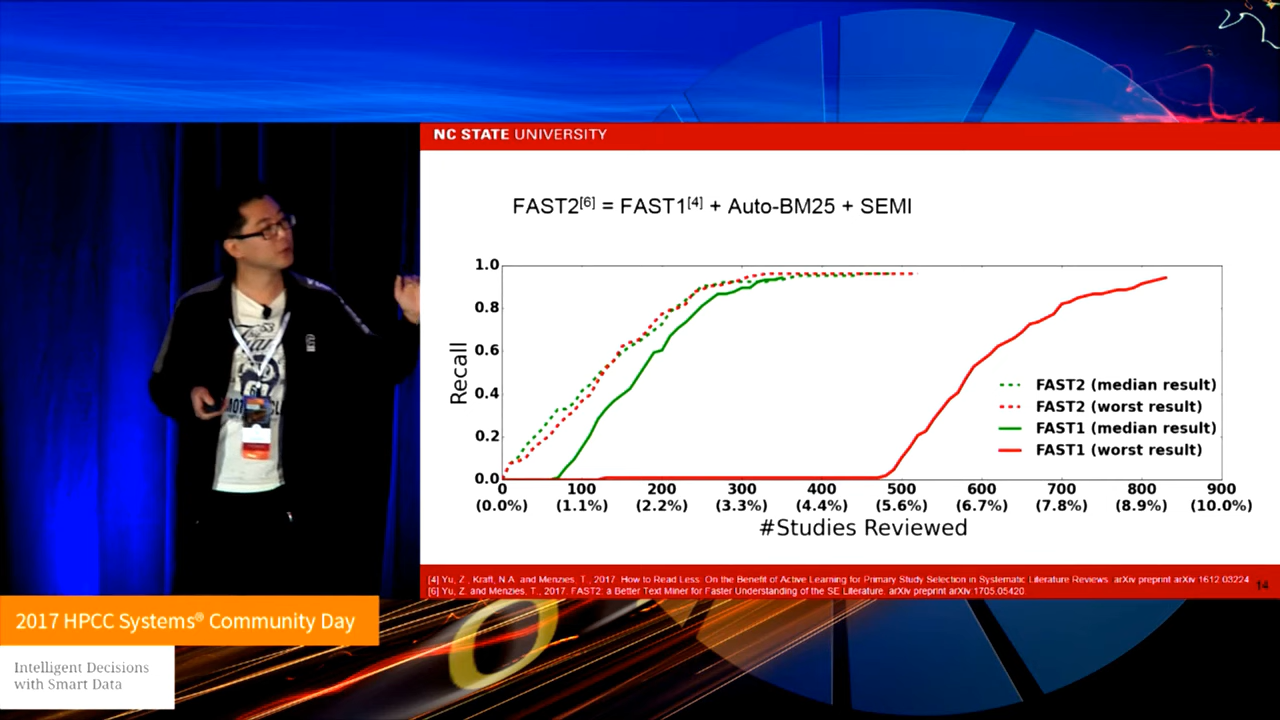 NC STATE UNIVERSITY
FAST2[6] = FAST1[4] + Auto-BM25 + SEMI
1.0
0.8
0.6
0.4
0.2
0.0
Recall
FAST2 (median result)
FAST2 (worst result)
FAST1 (median result)
FAST1 (worst result)
0 100 200 300 400 500 600 700 800 900
(0.0%) (1.1%) (2.2%) (3.3%) (4.4%) (5.6%) (6.7%) (7.8%) (8.9%) (10.0%)
#Studies Reviewed
[4] Yu, Z., Kraft, N.A. and Menzies, T., 2017. How to Read Less: On the Benefit of Active Learning for Primary Study Selection in Systematic Literature Reviews. arXiv preprint arXiv:1612.03224
[6] Yu, Z. and Menzies, T., 2017. FAST2: a Better Text Miner for Faster Understanding of the SE Literature. arXiv preprint arXiv:1705.05420.
14
2017 HPCC Systems® Community Day
Intelligent Decisions
with Smart Data